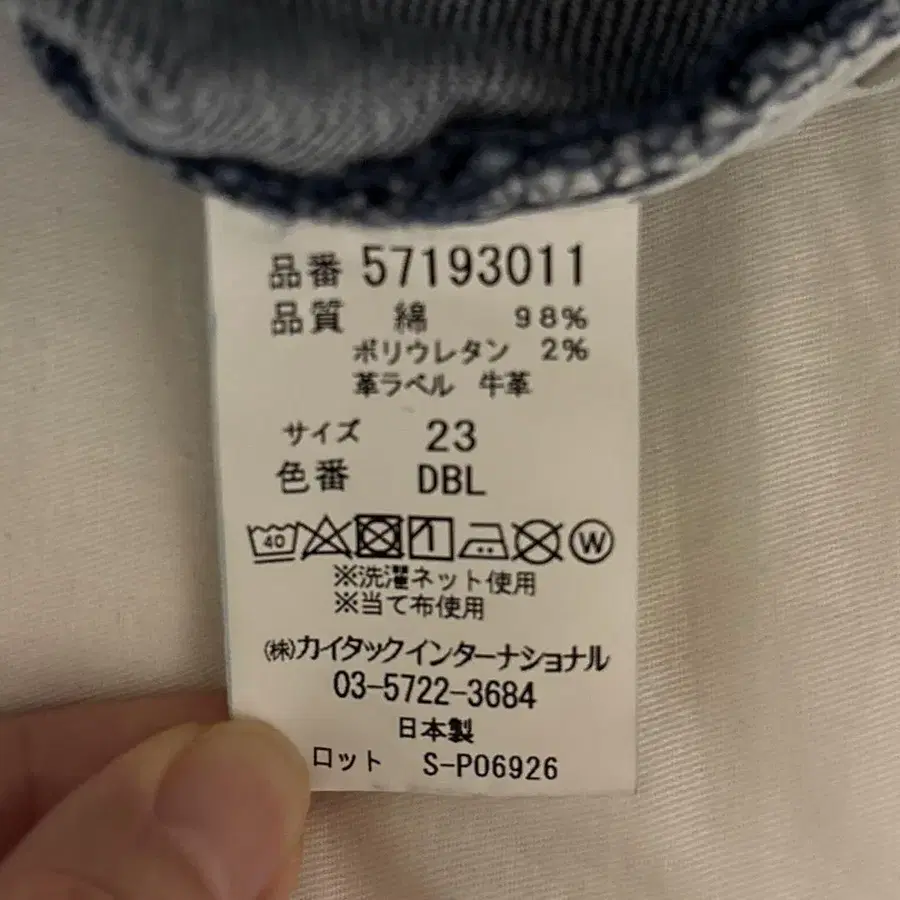 品番 57193011
品質 綿 98%
ポリウレタン 2%
革ラベル 牛革
サイズ 23
色番 DBL
40 W
※洗濯ネット使用
※当て布使用
(株)カイタックインターナショナル
03-5722-3684
日本製
ロット S-P06926